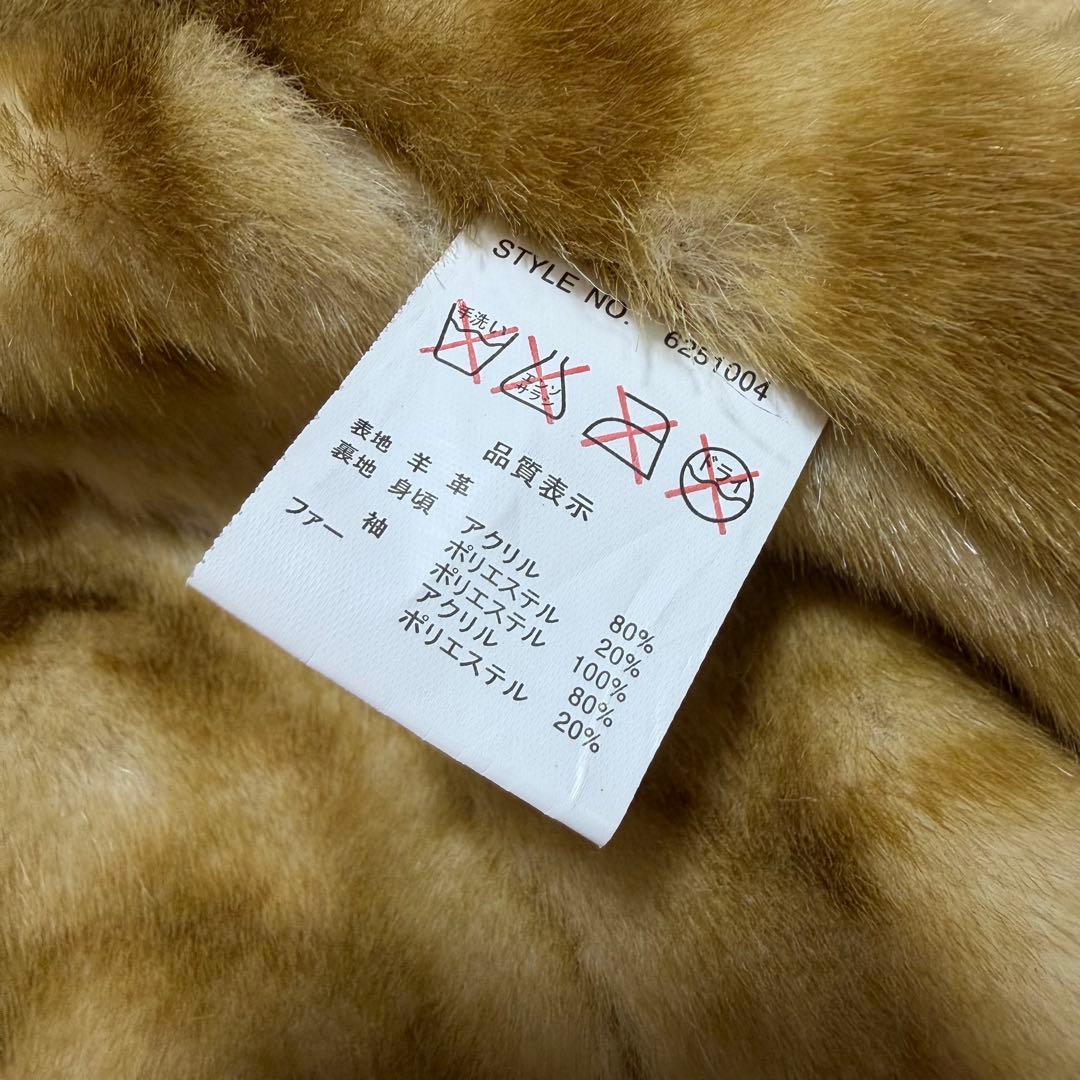 STYLE NO. 6251004
手洗い エンソ サラシ ドライ
品質表示
表地 羊革
裏地 身頃 アクリル 80%
ポリエステル 20%
袖 ポリエステル 100%
ファー アクリル 80%
ポリエステル 20%